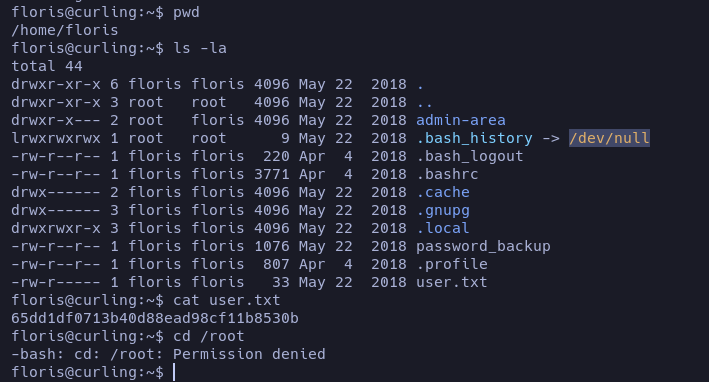 floris@curling:~$ pwd
/home/floris
floris@curling:~$ ls -la
total 44
drwxr-xr-x 6 floris floris 4096 May 22  2018 .
drwxr-xr-x 3 root   root   4096 May 22  2018 ..
drwxr-x--- 2 root   floris 4096 May 22  2018 admin-area
lrwxrwxrwx 1 root   root      9 May 22  2018 .bash_history -> /dev/null
-rw-r--r-- 1 floris floris  220 Apr  4  2018 .bash_logout
-rw-r--r-- 1 floris floris 3771 Apr  4  2018 .bashrc
drwx------ 2 floris floris 4096 May 22  2018 .cache
drwx------ 3 floris floris 4096 May 22  2018 .gnupg
drwxrwxr-x 3 floris floris 4096 May 22  2018 .local
-rw-r--r-- 1 floris floris 1076 May 22  2018 password_backup
-rw-r--r-- 1 floris floris  807 Apr  4  2018 .profile
-rw-r----- 1 floris floris   33 May 22  2018 user.txt
floris@curling:~$ cat user.txt
65dd1df0713b40d88ead98cf11b8530b
floris@curling:~$ cd /root
-bash: cd: /root: Permission denied
floris@curling:~$